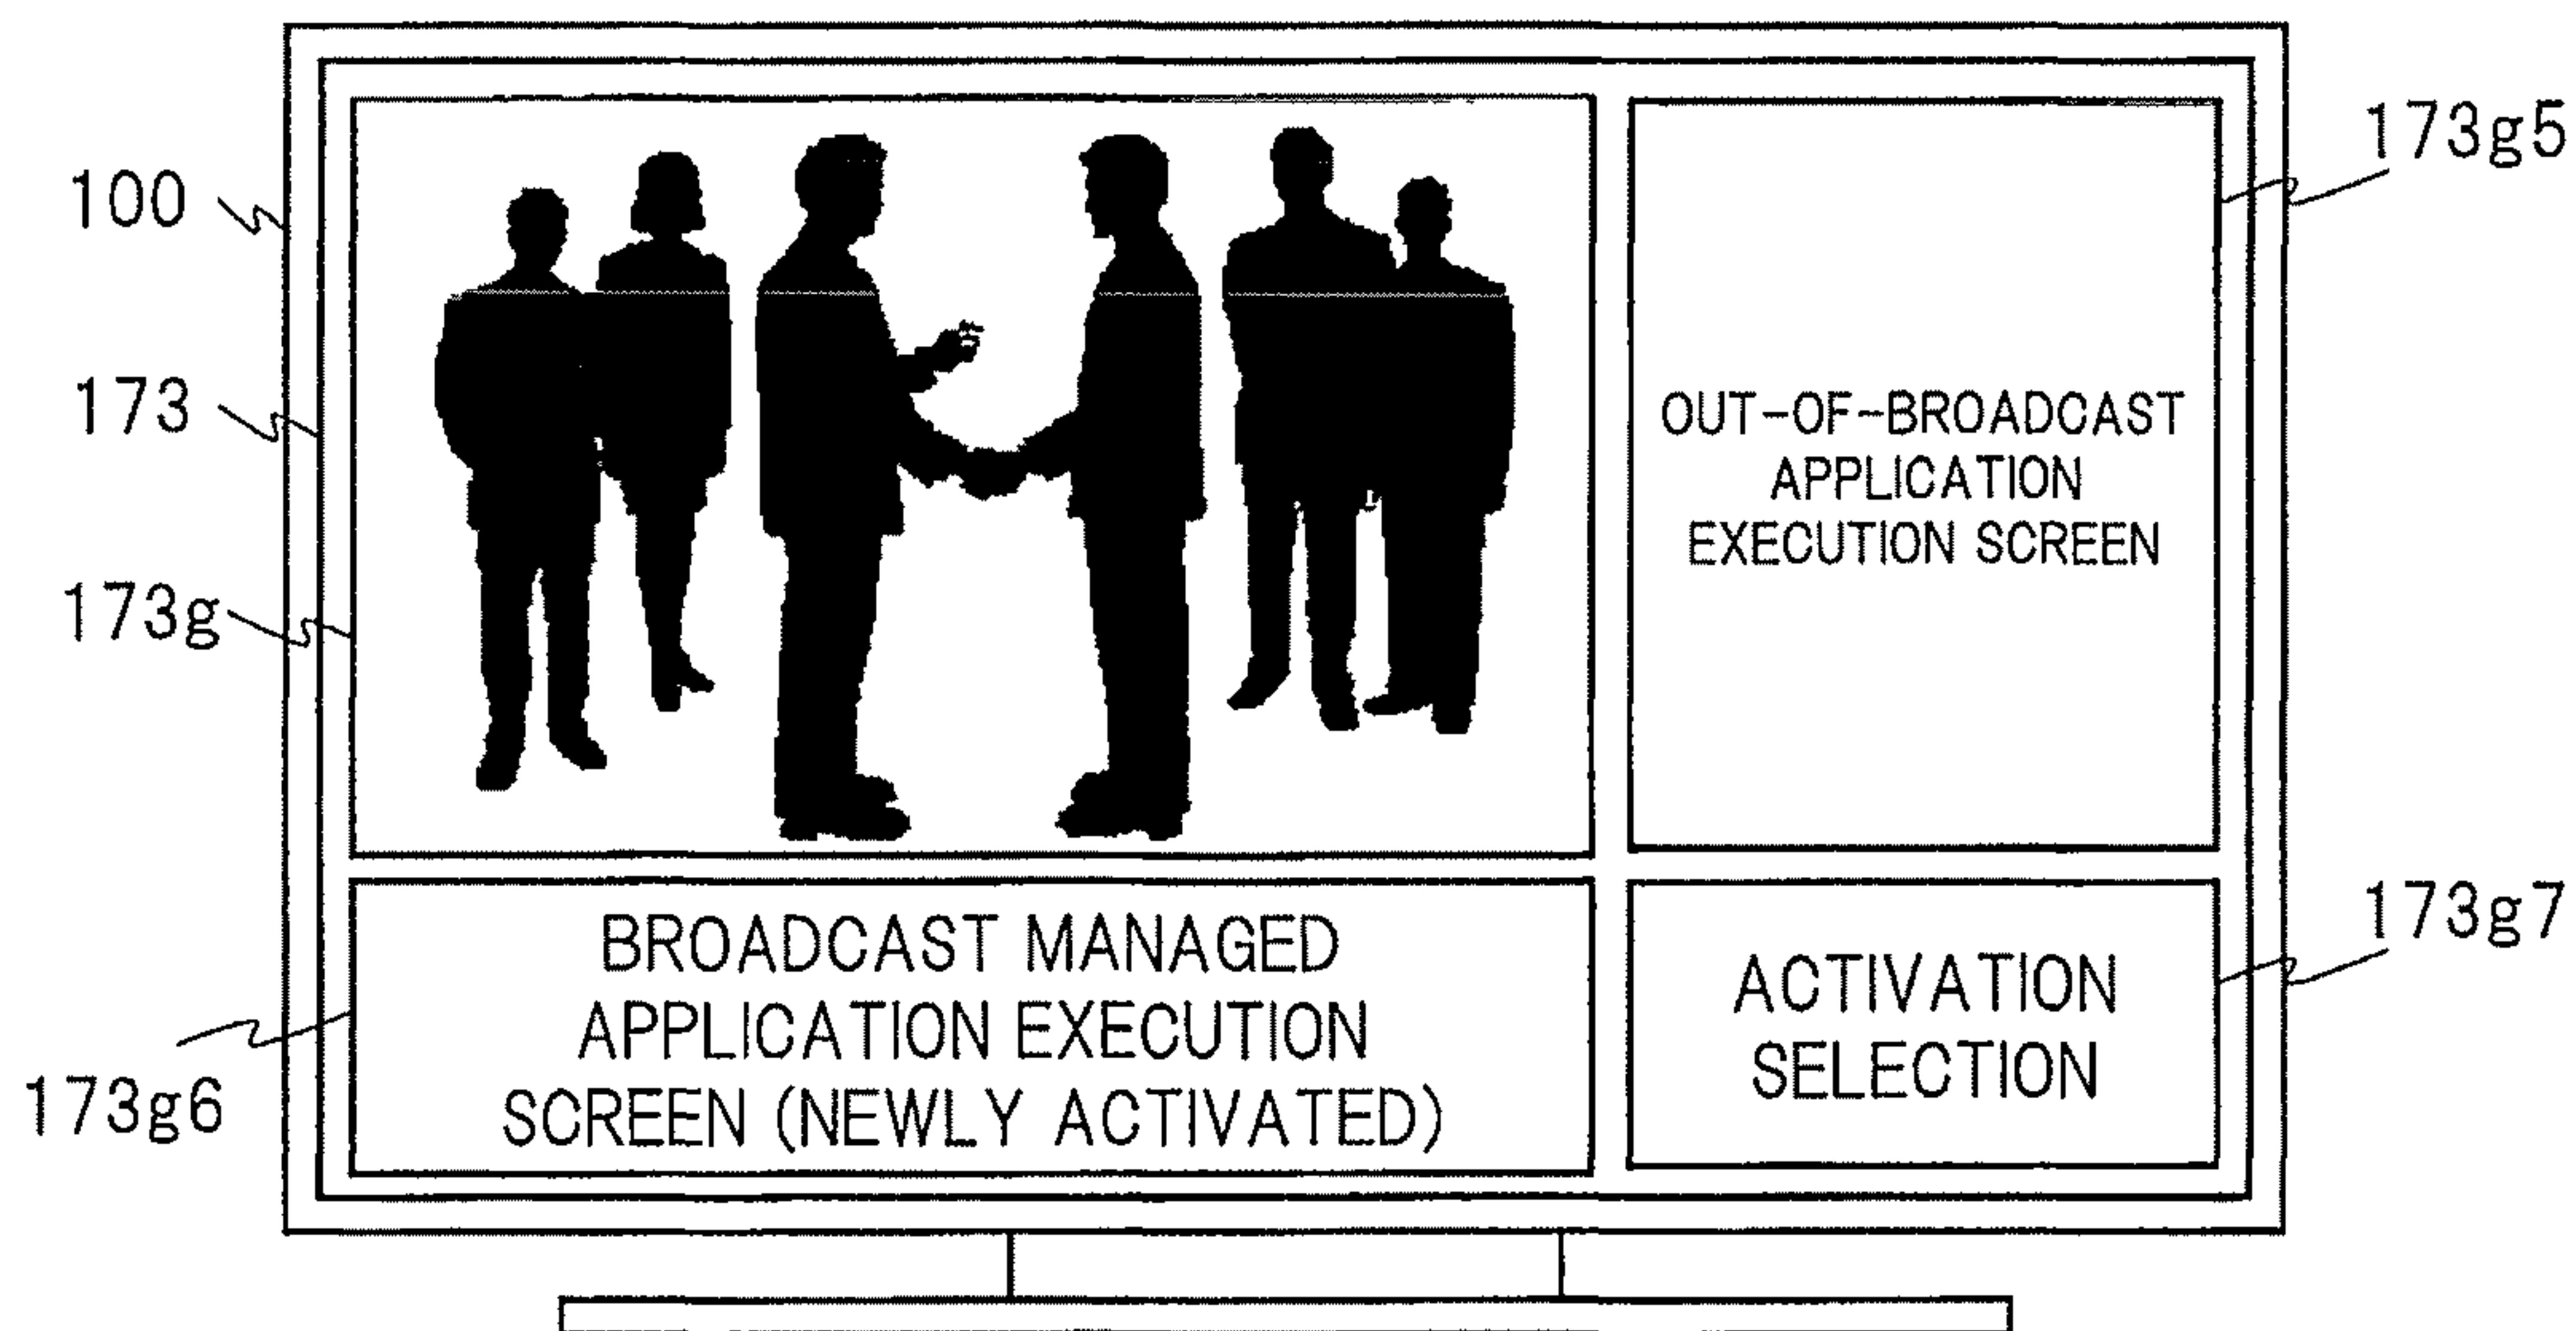 100
173
173g
173g5
OUT-OF-BROADCAST
APPLICATION
EXECUTION SCREEN
BROADCAST MANAGED
APPLICATION EXECUTION
SCREEN (NEWLY ACTIVATED)
173g6
ACTIVATION
SELECTION
173g7